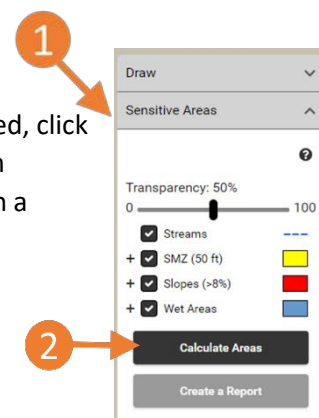 1
Draw
Sensitive Areas
ed, click
n
n a
Transparency: 50%
0 100
Streams
+ SMZ (50 ft)
+ Slopes (>8%)
+ Wet Areas
2
Calculate Areas
Create a Report